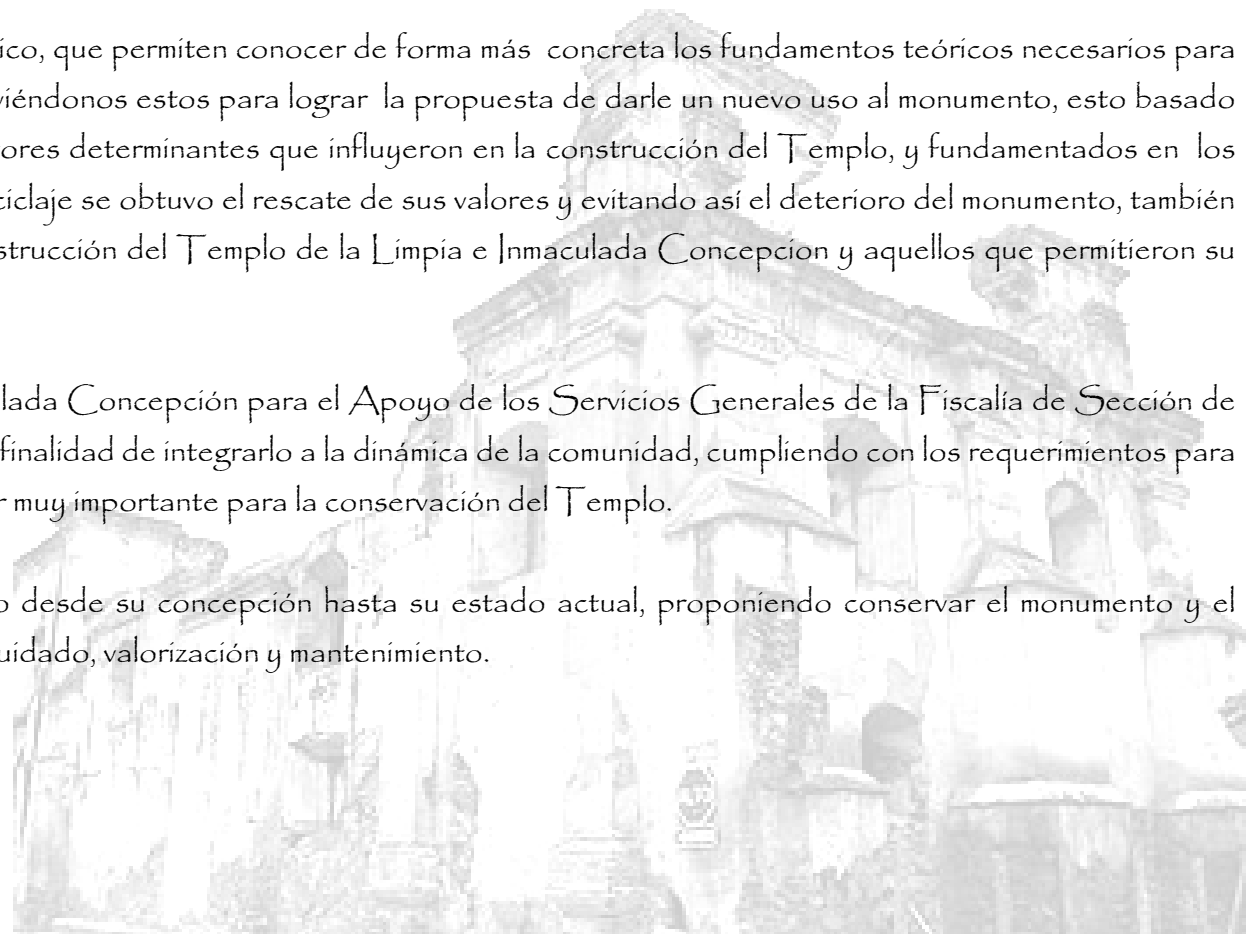 ico, que permiten conocer de forma más concreta los fundamentos teóricos necesarios para
viéndonos estos para lograr la propuesta de darle un nuevo uso al monumento, esto basado
ores determinantes que influyeron en la construcción del Templo, y fundamentados en los
ciclaje se obtuvo el rescate de sus valores y evitando así el deterioro del monumento, también
strucción del Templo de la Limpia e Inmaculada Concepcion y aquellos que permitieron su
lada Concepción para el Apoyo de los Servicios Generales de la Fiscalía de Sección de
finalidad de integrarlo a la dinámica de la comunidad, cumpliendo con los requerimientos para
r muy importante para la conservación del Templo.
o desde su concepción hasta su estado actual, proponiendo conservar el monumento y el
uidado, valorización y mantenimiento.